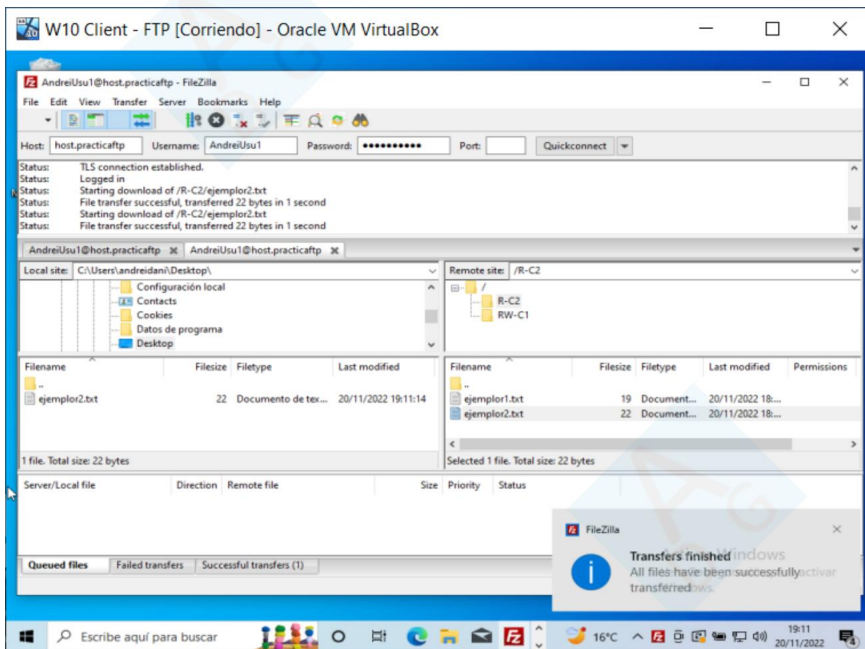 W10 Client - FTP [Corriendo] - Oracle VM VirtualBox
AndreiUsu1@host.practicaftp - FileZilla
File Edit View Transfer Server Bookmarks Help
Host: host.practicaftp Username: AndreiUsu1 Password: ●●●●●●●●●● Port: Quickconnect
Status: TLS connection established.
Status: Logged in
Status: Starting download of /R-C2/ejemplor2.txt
Status: File transfer successful, transferred 22 bytes in 1 second
Status: Starting download of /R-C2/ejemplor2.txt
Status: File transfer successful, transferred 22 bytes in 1 second
AndreiUsu1@host.practicaftp AndreiUsu1@host.practicaftp
Local site: C:\Users\andreidani\Desktop\
Configuración local
Contacts
Cookies
Datos de programa
Desktop
Remote site: /R-C2
/
R-C2
RW-C1
Filename Filesize Filetype Last modified
..
ejemplor2.txt 22 Documento de tex... 20/11/2022 19:11:14
1 file. Total size: 22 bytes
Filename Filesize Filetype Last modified Permissions
..
ejemplor1.txt 19 Document... 20/11/2022 18:...
ejemplor2.txt 22 Document... 20/11/2022 18:...
Selected 1 file. Total size: 22 bytes
Server/Local file Direction Remote file Size Priority Status
Queued files Failed transfers Successful transfers (1)
FileZilla
Transfers finished
All files have been successfully
transferred
Windows
activar
Escribe aquí para buscar
16°C
19:11
20/11/2022
4